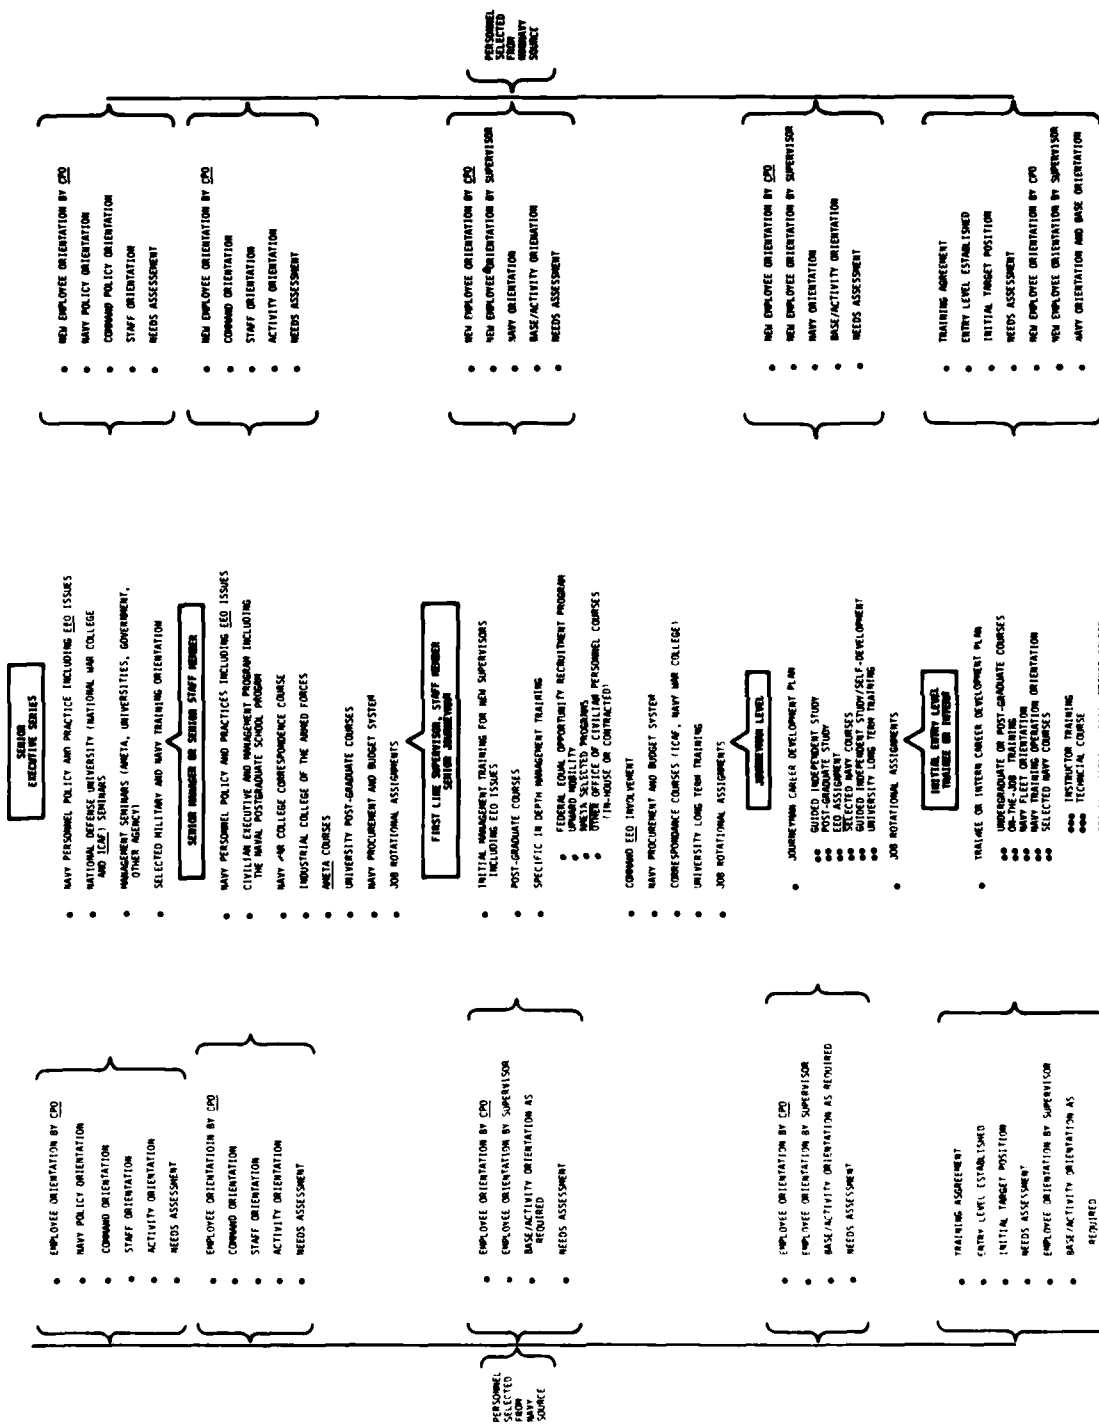 SENIOR
EXECUTIVE SERIES
• EMPLOYEE ORIENTATION BY CPO
• NAVY POLICY ORIENTATION
• COMMAND ORIENTATION
• STAFF ORIENTATION
• ACTIVITY ORIENTATION
• NEEDS ASSESSMENT
• NAVY PERSONNEL POLICY AND PRACTICE INCLUDING EEO ISSUES
• NATIONAL DEFENSE UNIVERSITY (NATIONAL WAR COLLEGE
AND ICAF) SEMINARS
• MANAGEMENT SEMINARS (AMETA, UNIVERSITIES, GOVERNMENT,
OTHER AGENCY)
• SELECTED MILITARY AND NAVY TRAINING ORIENTATION
• NEW EMPLOYEE ORIENTATION BY CPO
• NAVY POLICY ORIENTATION
• COMMAND POLICY ORIENTATION
• STAFF ORIENTATION
• NEEDS ASSESSEMENT
SENIOR MANAGER OR SENIOR STAFF MEMBER
• EMPLOYEE ORIENTATIOIN BY CPO
• COMMAND ORIENTATION
• STAFF ORIENTATION
• ACTIVITY ORIENTATION
• NEEDS ASSESSMENT
• NAVY PERSONNEL POLICY AND PRACTICES INCLUDING EEO ISSUES
• CIVILIAN EXECUTIVE AND MANAGEMENT PROGRAM INCLUDING
THE NAVAL POSTGRADUATE SCHOOL PROGRAM
• NAVY WAR COLLEGE CORRESPONDENCE COURSE
• INDUSTRIAL COLLEGE OF THE ARMED FORCES
• AMETA COURSES
• UNIVERSITY POST-GRADUATE COURSES
• NAVY PROCUREMENT AND BUDGET SYSTEM
• JOB ROTATIONAL ASSIGNMENTS
• NEW EMPLOYEE ORIENTATION BY CPO
• COMMAND ORIENTATION
• STAFF ORIENTATION
• ACTIVITY ORIENTATION
• NEEDS ASSESSMENT
FIRST LINE SUPERVISOR, STAFF MEMBER
SENIOR JOURNEYMAN
PERSONNEL
SELECTED
FROM
NAVY
SOURCE
• EMPLOYEE ORIENTATION BY CPO
• EMPLOYEE ORIENTATION BY SUPERVISOR
• BASE/ACTIVITY ORIENTATION AS
REQUIRED
• NEEDS ASSESSMENT
• INITIAL MANAGEMENT TRAINING FOR NEW SUPERVISORS
INCLUDING EEO ISSUES
• POST-GRADUATE COURSES
• SPECIFIC IN DEPTH MANAGEMENT TRAINING
• FEDERAL EQUAL OPPORTUNITY RECRUITMENT PROGRAM
• UPWARD MOBILITY
• SELECTED PROGRAMS
• OTHER OFFICE OF CIVILIAN PERSONNEL COURSES
(IN-HOUSE OR CONTRACTED)
• COMMAND EEO INVOLVEMENT
• NAVY PROCUREMENT AND BUDGET SYSTEM
• CORRESPONDANCE COURSES (ICAF, NAVY WAR COLLEGE)
• UNIVERSITY LONG TERM TRAINING
• JOB ROTATIONAL ASSIGNMENTS
• NEW EMPLOYEE ORIENTATION BY CPO
• NEW EMPLOYEE ORIENTATION BY SUPERVISOR
• NAVY ORIENTATION
• BASE/ACTIVITY ORIENATION
• NEEDS ASSESSMENT
PERSONNEL
SELECTED
FROM
NONNAVY
SOURCE
JOURNEYMAN LEVEL
• EMPLOYEE ORIENTATION BY CPO
• EMPLOYEE ORIENTATION BY SUPERVISOR
• BASE/ACTIVITY ORIENTATION AS REQUIRED
• NEEDS ASSESSMENT
• JOURNEYMAN CAREER DEVELOPMENT PLAN
•• GUIDED INDEPENDENT STUDY
•• POST-GRADUATE STUDY
•• EEO ASSIGNMENT
•• SELECTED NAVY COURSES
•• GUIDED INDEPENDENT STUDY/SELF-DEVELOPMENT
•• UNIVERSITY LONG TERM TRAINING
• JOB ROTATIONAL ASSIGNMENTS
• NEW EMPLOYEE ORIENTATION BY CPO
• NEW EMPLOYEE ORIENTATION BY SUPERVISOR
• NAVY ORIENTATION
• BASE/ACTIVITY ORIENTATION
• NEEDS ASSESSMENT
INITIAL ENTRY LEVEL
TRAINEE OR INTERN
• TRAINING ASGREEMENT
• ENTRY LEVEL ESTABLISHED
• INITIAL TARGET POSITION
• NEEDS ASSESSMENT
• EMPLOYEE ORIENTATION BY SUPERVISOR
• BASE/ACTIVITY ORIENTATION AS
REQUIRED
• TRAINEE OR INTERN CAREER DEVELOPMENT PLAN
•• UNDERGRADUATE OR POST-GRADUATE COURSES
•• ON-THE-JOB TRAINING
•• NAVY FLEET ORIENTATION
•• NAVY TRAINING OPERATION ORIENTATION
•• SELECTED NAVY COURSES
••• INSTRUCTOR TRAINING
••• TECHNICAL COURSE
• TRAINING AGREEMENT
• ENTRY LEVEL ESTABLISHED
• INITIAL TARGET POSITION
• NEEDS ASSESSMENT
• NEW EMPLOYEE ORIENTATION BY CPO
• NEW EMPLOYEE ORIENTATION BY SUPERVISOR
• NAVY ORIENTATION AND BASE ORIENTATION